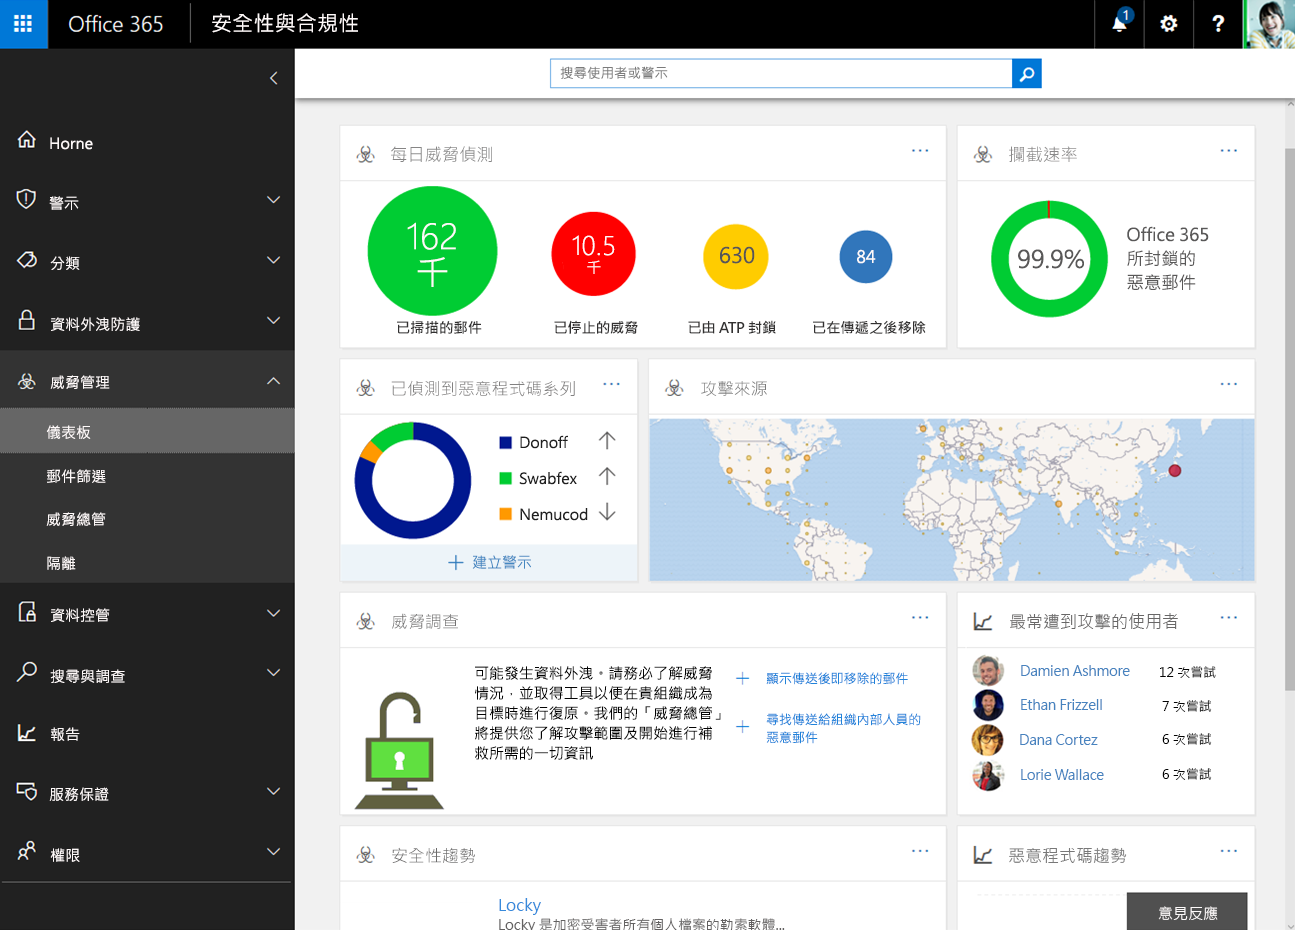 Office 365
安全性與合規性
1
?
搜尋使用者或警示
Horne
警示
分類
資料外洩防護
威脅管理
儀表板
郵件篩選
威脅總管
隔離
資料控管
搜尋與調查
報告
服務保證
權限
每日威脅偵測
...
162
千
10.5
千
630
84
已掃描的郵件
已停止的威脅
已由 ATP 封鎖
已在傳遞之後移除
攔截速率
...
99.9%
Office 365
所封鎖的
惡意郵件
已偵測到惡意程式碼系列
...
Donoff
Swabfex
Nemucod
建立警示
攻擊來源
...
威脅調查
...
可能發生資料外洩。請務必了解威脅
情況，並取得工具以便在貴組織成為
目標時進行復原。我們的「威脅總管」
將提供您了解攻擊範圍及開始進行補
救所需的一切資訊
顯示傳送後即移除的郵件
尋找傳送給組織內部人員的
惡意郵件
最常遭到攻擊的使用者
...
Damien Ashmore 12 次嘗試
Ethan Frizzell 7 次嘗試
Dana Cortez 6 次嘗試
Lorie Wallace 6 次嘗試
安全性趨勢
...
Locky
Locky 是加密受害者所有個人檔案的勒索軟體...
惡意程式碼趨勢
...
意見反應